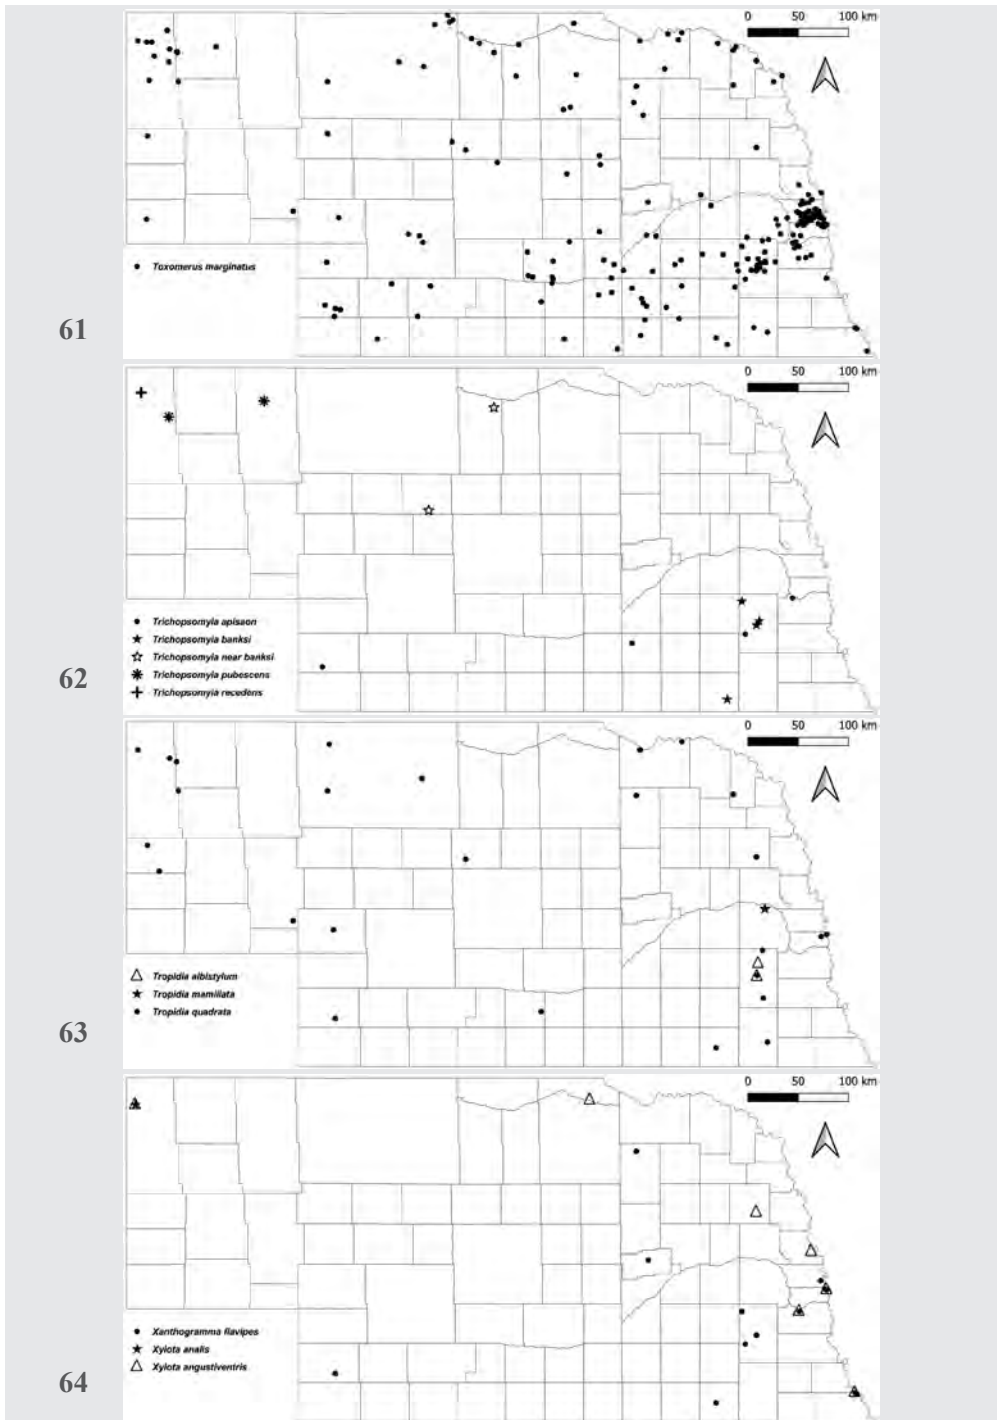 0 50 100 km
Toxomerus marginatus
61
0 50 100 km
Trichopsomyia apisaon
Trichopsomyia banksi
Trichopsomyia near banksi
Trichopsomyia pubescens
Trichopsomyia recedens
62
0 50 100 km
Tropidia albistylum
Tropidia mamillata
Tropidia quadrata
63
0 50 100 km
Xanthogramma flavipes
Xylota analis
Xylota angustiventris
64